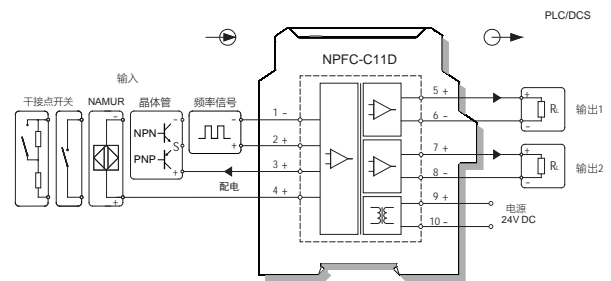 PLC/DCS
NPFC-C11D
输入
干接点开关 NAMUR 晶体管 频率信号
NPN
S
PNP
- + - + - +
1 -
2 +
3 +
4 +
配电
5 +
6 -
7 +
8 -
9 +
10 -
+ RL - 输出1
+ RL - 输出2
电源
24V DC